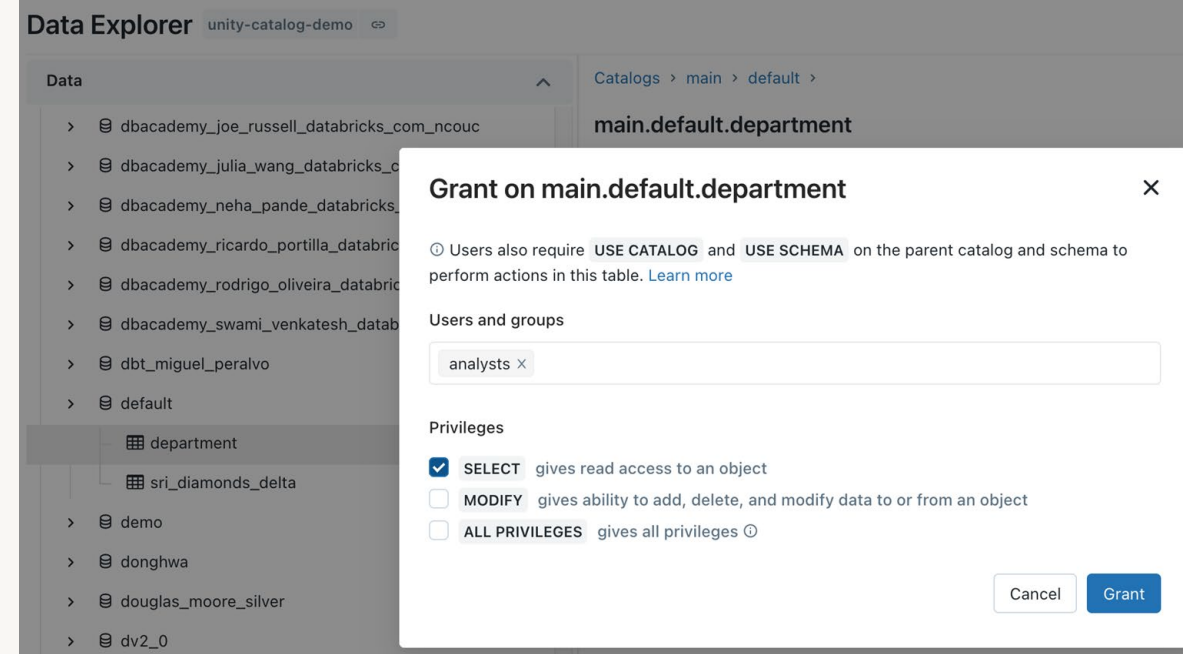 Data Explorer unity-catalog-demo
Data
dbacademy_joe_russell_databricks_com_ncouc
dbacademy_julia_wang_databricks_c
dbacademy_neha_pande_databricks_
dbacademy_ricardo_portilla_databric
dbacademy_rodrigo_oliveira_databric
dbacademy_swami_venkatesh_datab
dbt_miguel_peralvo
default
department
sri_diamonds_delta
demo
donghwa
douglas_moore_silver
dv2_0
Catalogs > main > default >
main.default.department
Grant on main.default.department
Users also require USE CATALOG and USE SCHEMA on the parent catalog and schema to
perform actions in this table. Learn more
Users and groups
analysts
Privileges
SELECT gives read access to an object
MODIFY gives ability to add, delete, and modify data to or from an object
ALL PRIVILEGES gives all privileges
Cancel Grant